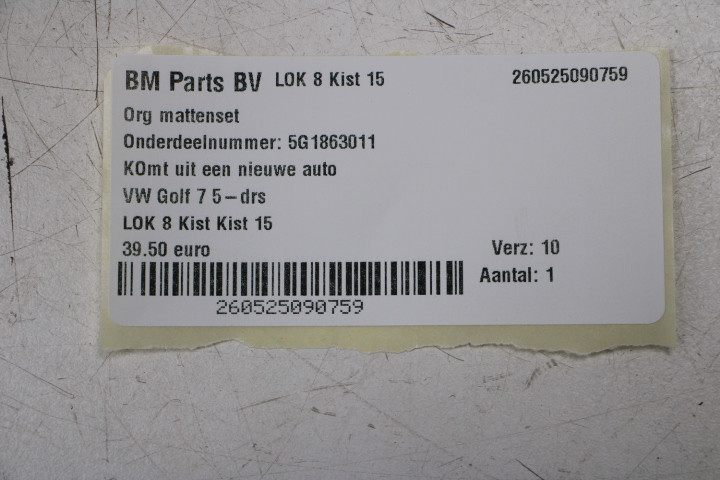 BM Parts BV LOK 8 Kist 15 260525090759
Org mattenset
Onderdeelnummer: 5G1863011
KOmt uit een nieuwe auto
VW Golf 7 5-drs
LOK 8 Kist Kist 15
39.50 euro Verz: 10
Aantal: 1
260525090759